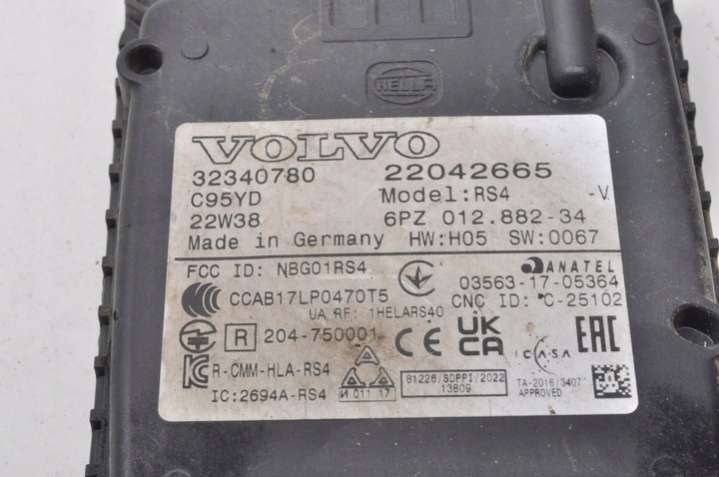 HELLA
VOLVO
32340780 22042665
C95YD Model:RS4 -V
22W38 6PZ 012.882-34
Made in Germany HW:H05 SW:0067
FCC ID: NBG01RS4 ANATEL
03563-17-05364
CCAB17LP0470T5 CNC ID: C-25102
UA RF: 1HELARS40
R 204-750001 CE UK CA EAC
ICASA
R-CMM-HLA-RS4 81226/SDPPI/2022 TA-2016/3407
13809 APPROVED
IC:2694A-RS4 И.011 17